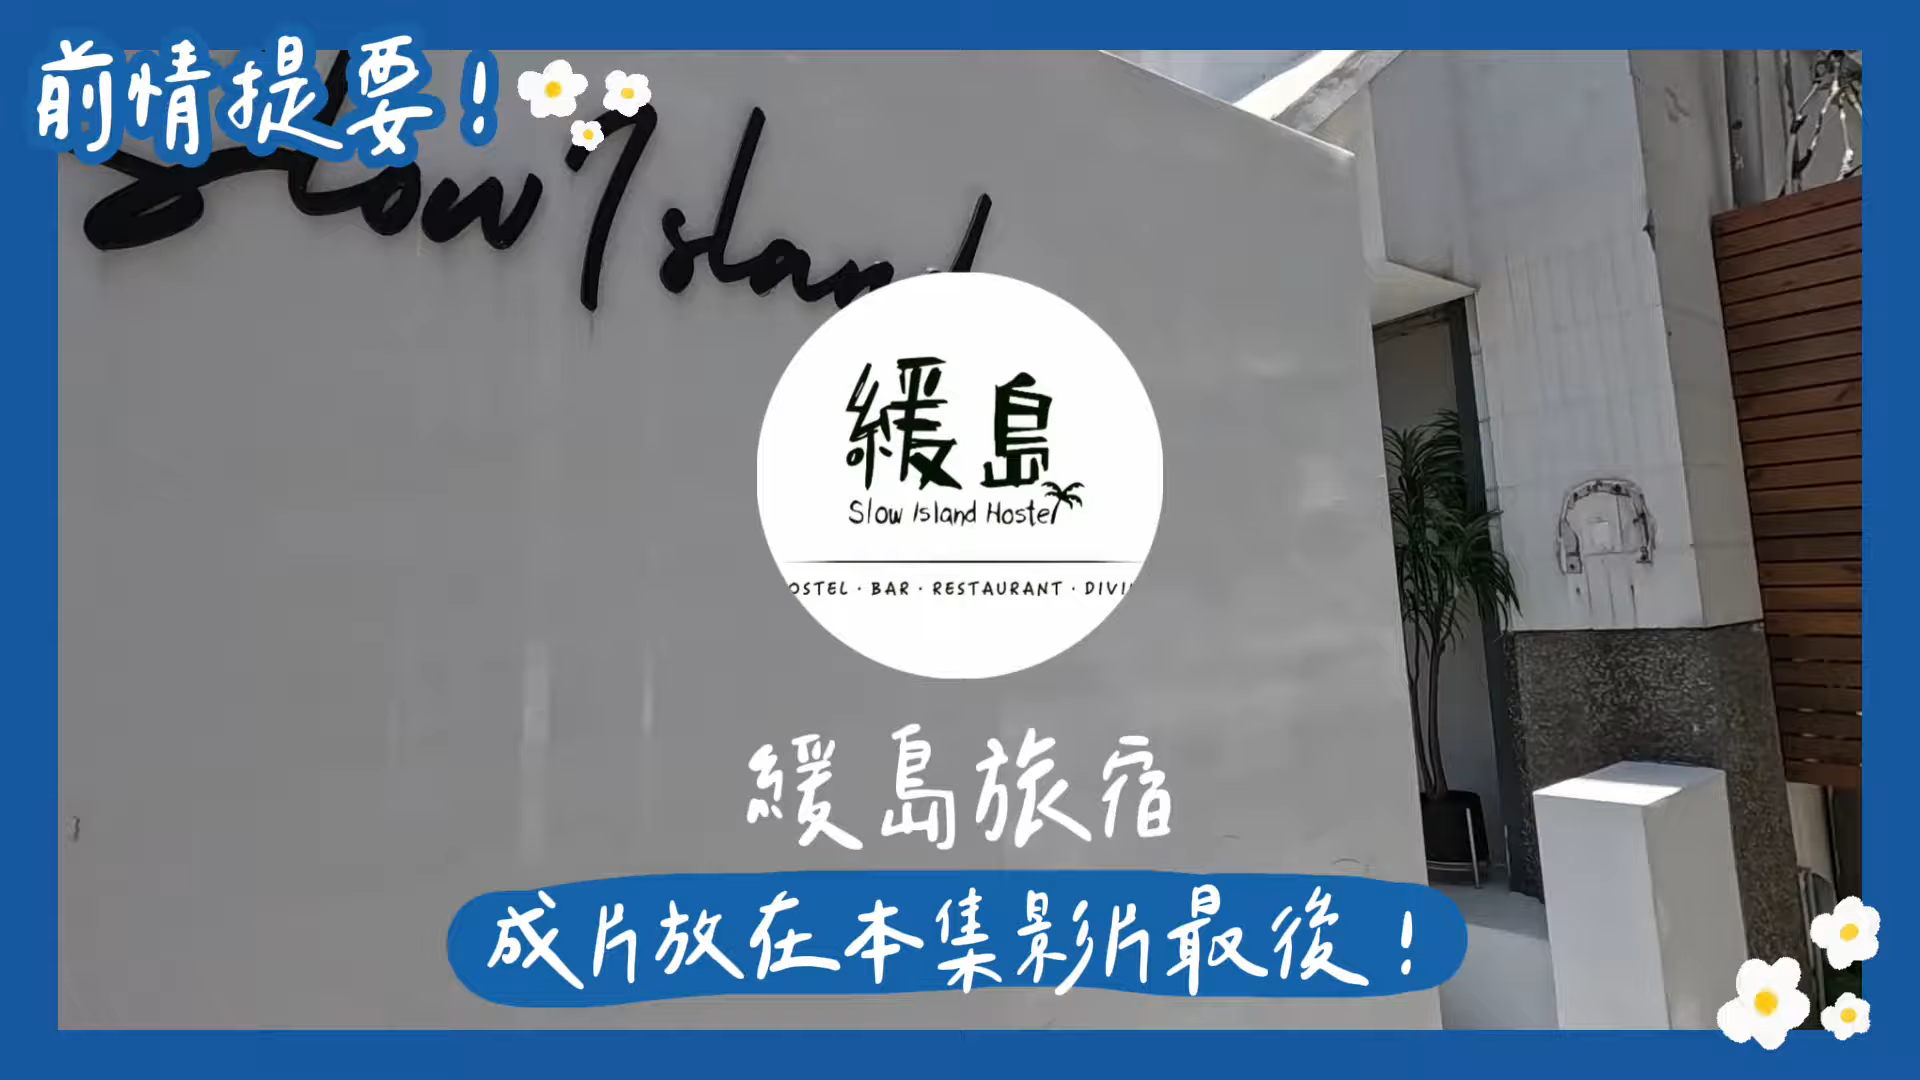 前情提要！
Slow Island
緩島
Slow Island Hostel
OSTEL · BAR · RESTAURANT · DIVI
緩島旅宿
成片放在本集影片最後！